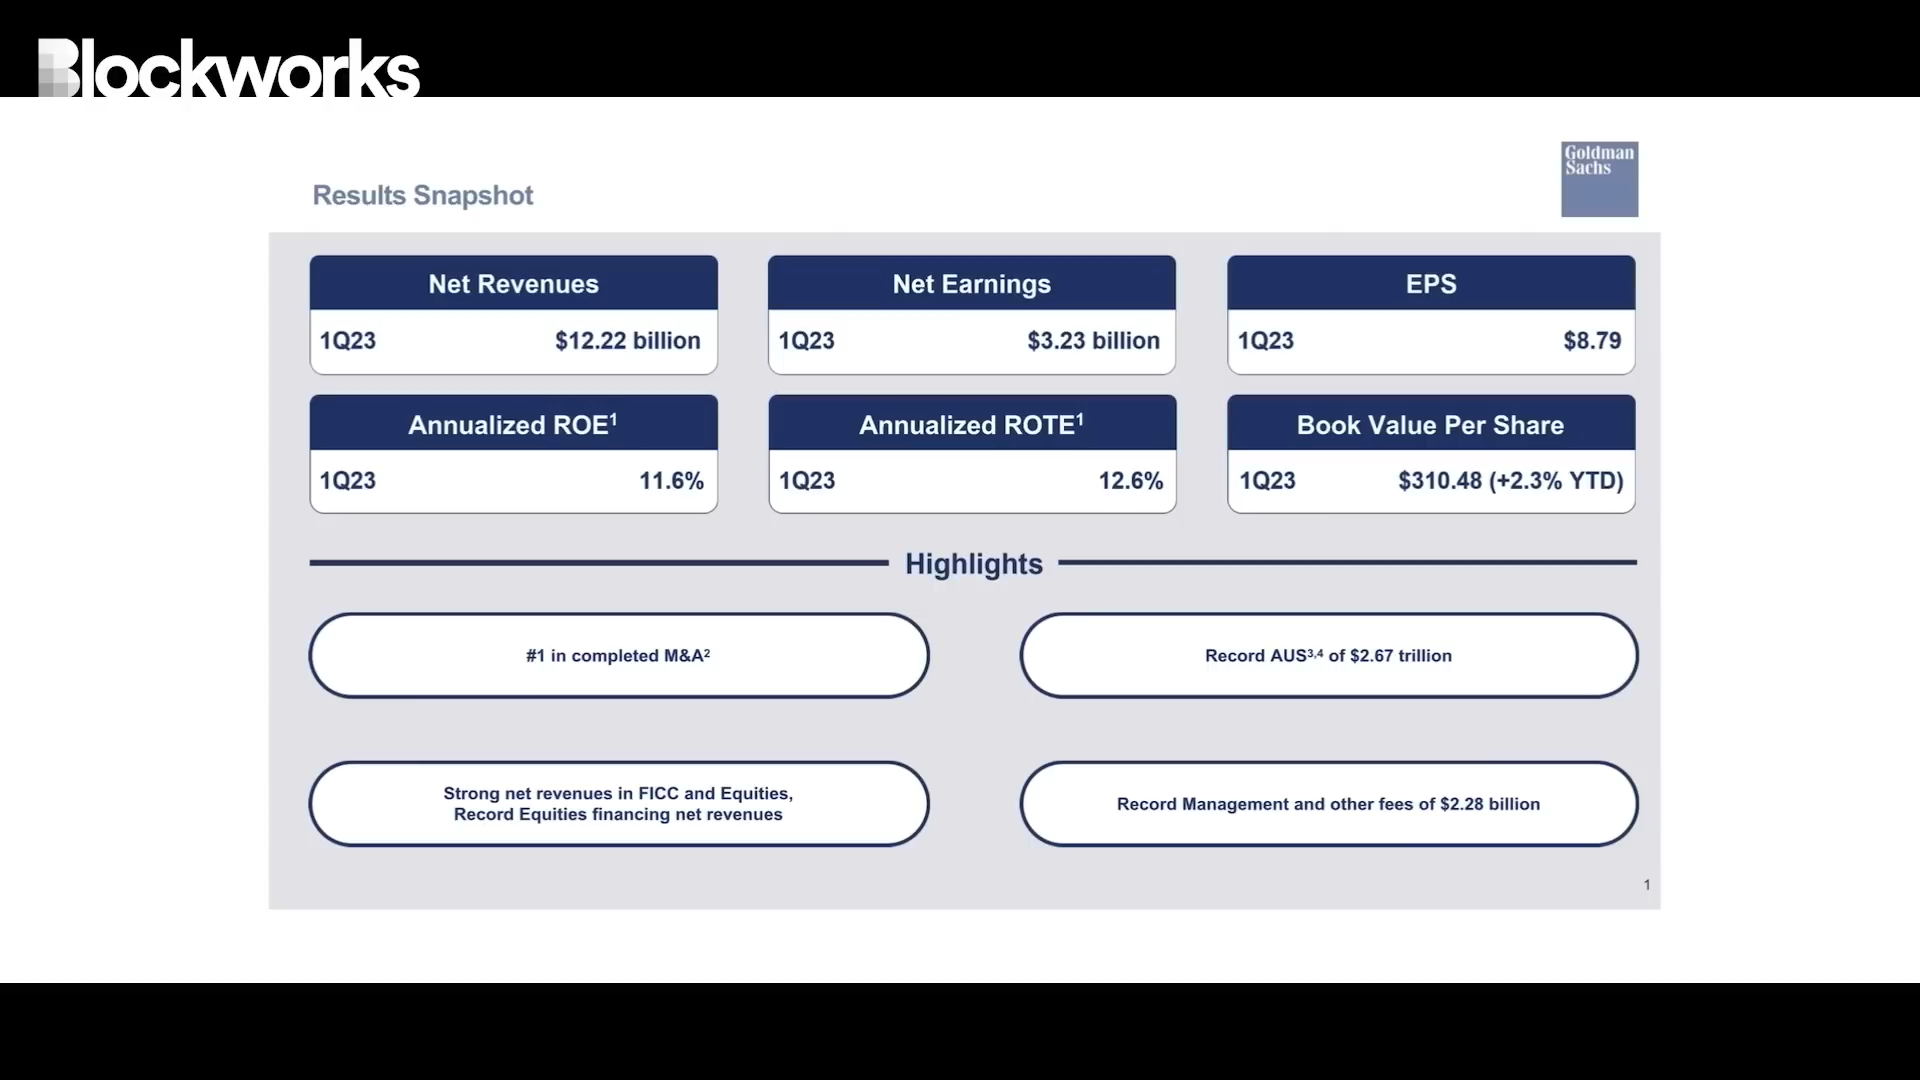 Blockworks
Goldman
Sachs
Results Snapshot
Net Revenues
1Q23 $12.22 billion
Net Earnings
1Q23 $3.23 billion
EPS
1Q23 $8.79
Annualized ROE¹
1Q23 11.6%
Annualized ROTE¹
1Q23 12.6%
Book Value Per Share
1Q23 $310.48 (+2.3% YTD)
Highlights
#1 in completed M&A²
Record AUS³,⁴ of $2.67 trillion
Strong net revenues in FICC and Equities,
Record Equities financing net revenues
Record Management and other fees of $2.28 billion
1